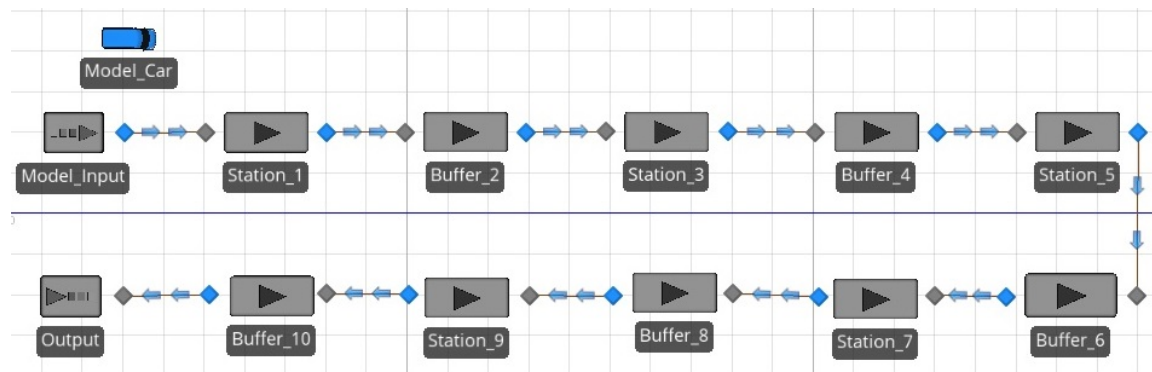 Model_Car
Model_Input
Station_1
Buffer_2
Station_3
Buffer_4
Station_5
Output
Buffer_10
Station_9
Buffer_8
Station_7
Buffer_6